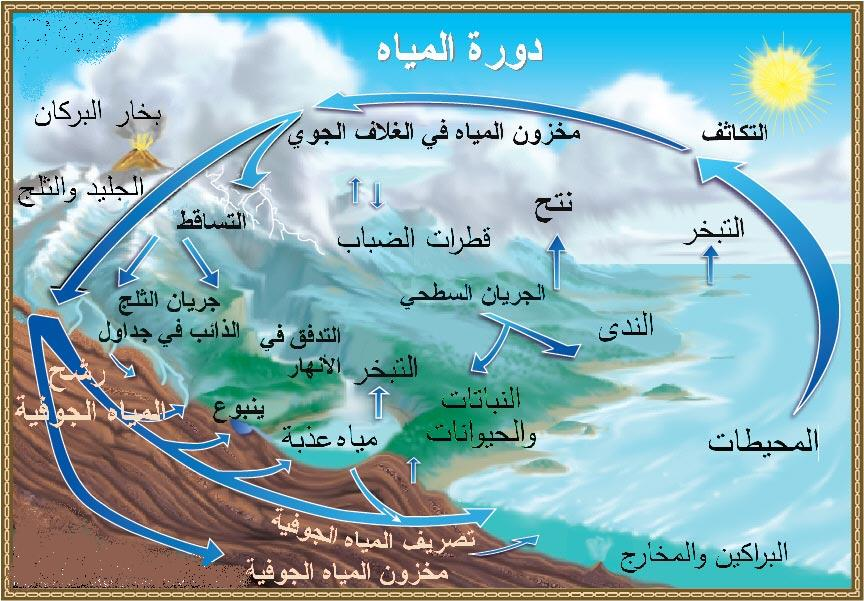 دورة المياه
بخار البركان
مخزون المياه في الغلاف الجوي
التكاثف
الجليد والثلج
التساقط
قطرات الضباب
نتح
التبخر
جريان الثلج
الذائب في جداول
الجريان السطحي
الندى
التدفق في
الأنهار
التبخر
رشح
المياه الجوفية
ينبوع
مياه عذبة
النباتات
والحيوانات
المحيطات
تصريف المياه الجوفية
مخزون المياه الجوفية
البراكين والمخارج